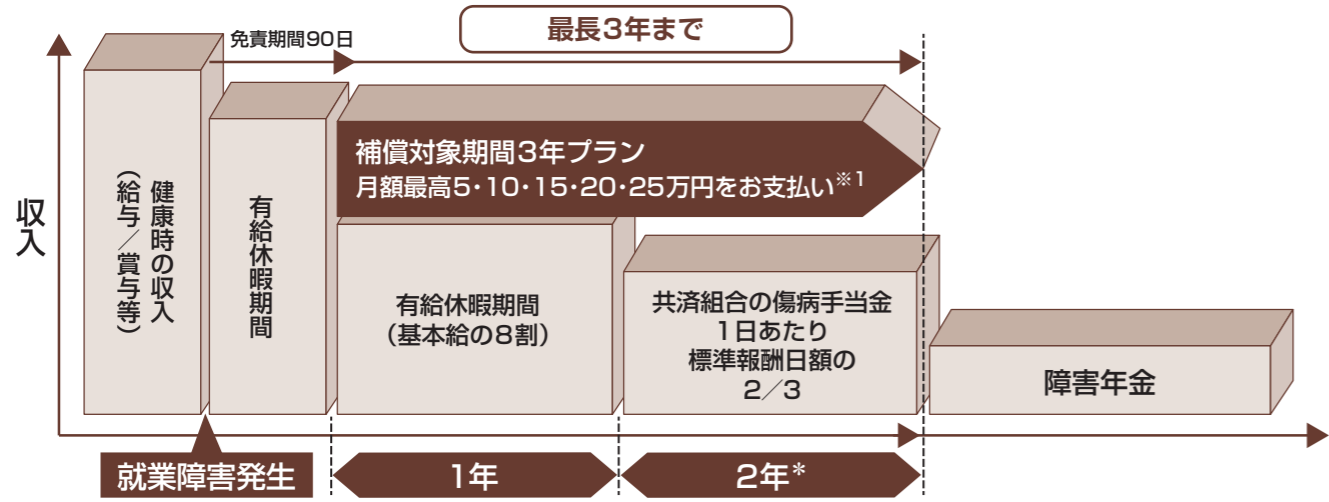 最長3年まで
免責期間90日
収入
健康時の収入
（給与／賞与等）
有給休暇期間
補償対象期間3年プラン
月額最高5・10・15・20・25万円をお支払い※1
有給休暇期間
（基本給の8割）
共済組合の傷病手当金
1日あたり
標準報酬日額の
2／3
障害年金
就業障害発生
1年
2年*